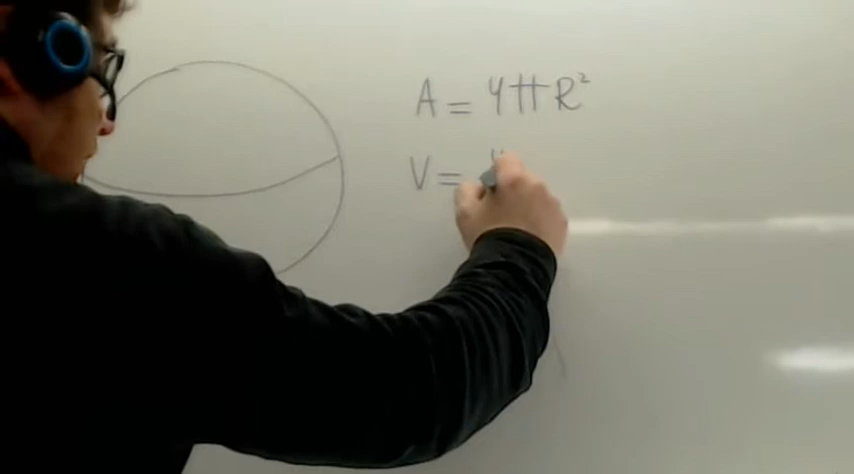 A = 4πR²
V =